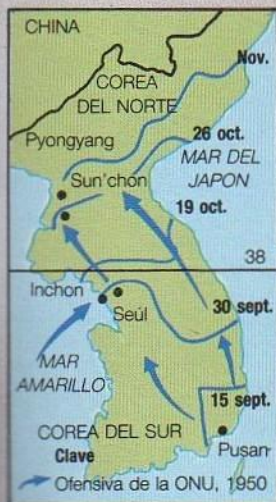 CHINA
Nov.
COREA
DEL NORTE
Pyongyang
26 oct.
MAR DEL
JAPON
Sun'chon
19 oct.
38
Inchon
Seúl
30 sept.
MAR
AMARILLO
15 sept.
COREA DEL SUR
Pusan
Clave
Ofensiva de la ONU, 1950